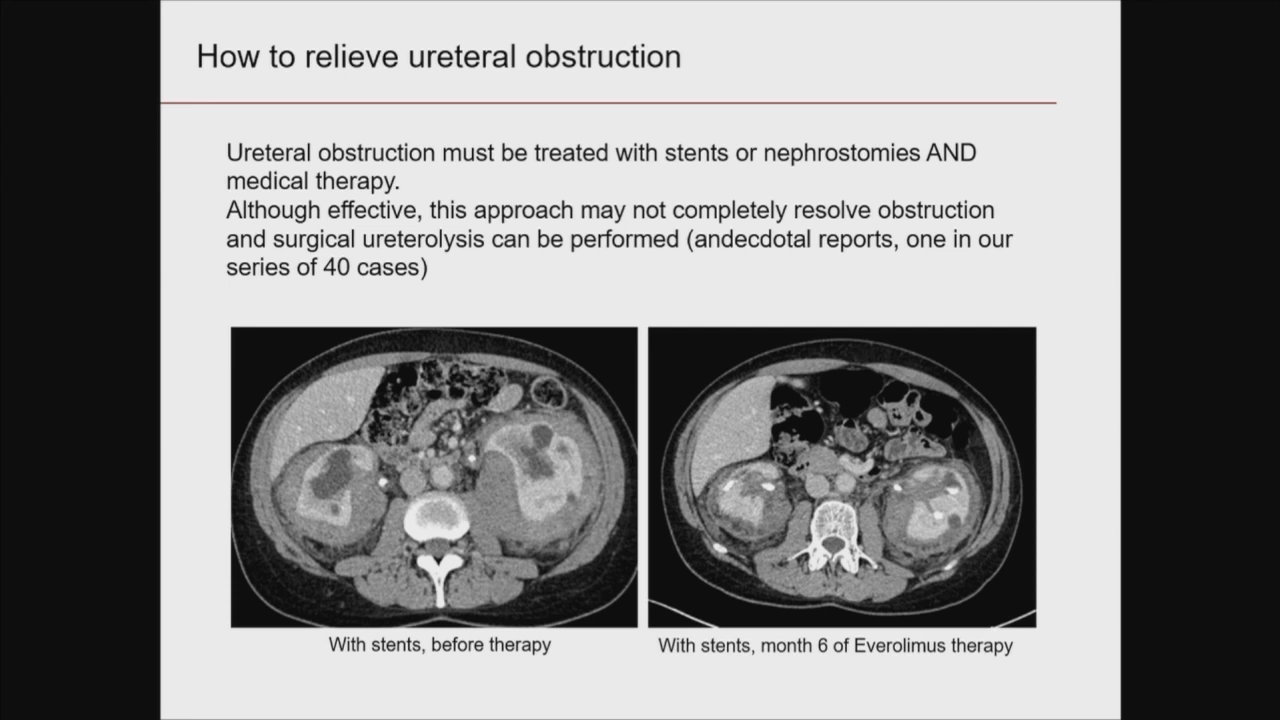 How to relieve ureteral obstruction
Ureteral obstruction must be treated with stents or nephrostomies AND
medical therapy.
Although effective, this approach may not completely resolve obstruction
and surgical ureterolysis can be performed (andecdotal reports, one in our
series of 40 cases)
With stents, before therapy
With stents, month 6 of Everolimus therapy